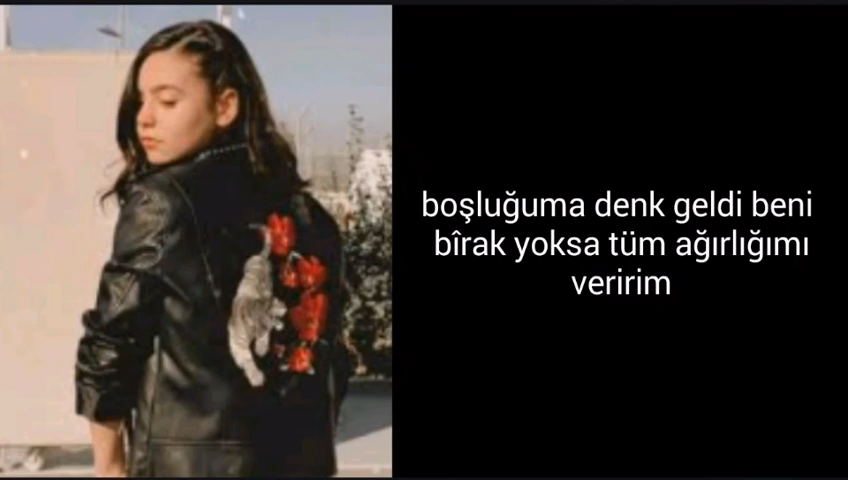 boşluğuma denk geldi beni
bîrak yoksa tüm ağırlığımı
veririm